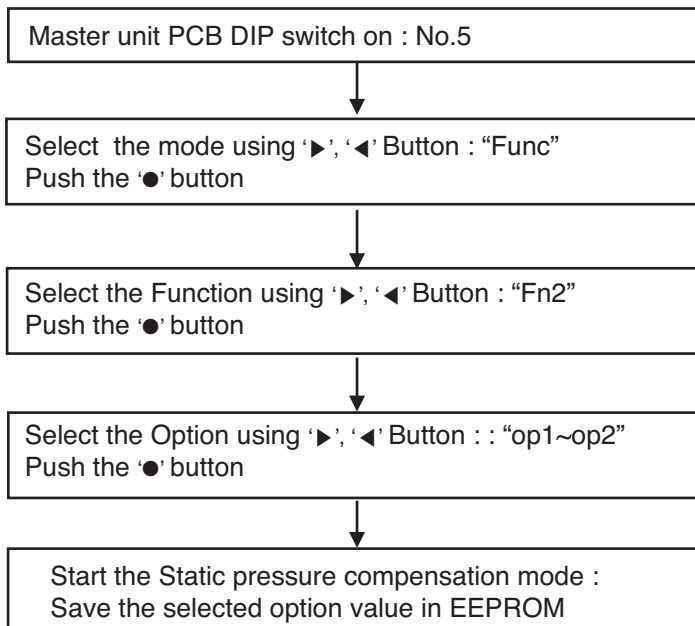 Master unit PCB DIP switch on : No.5
Select the mode using ‘▶’, ‘◀’ Button : “Func”
Push the ‘●’ button
Select the Function using ‘▶’, ‘◀’ Button : “Fn2”
Push the ‘●’ button
Select the Option using ‘▶’, ‘◀’ Button : : “op1~op2”
Push the ‘●’ button
Start the Static pressure compensation mode :
Save the selected option value in EEPROM